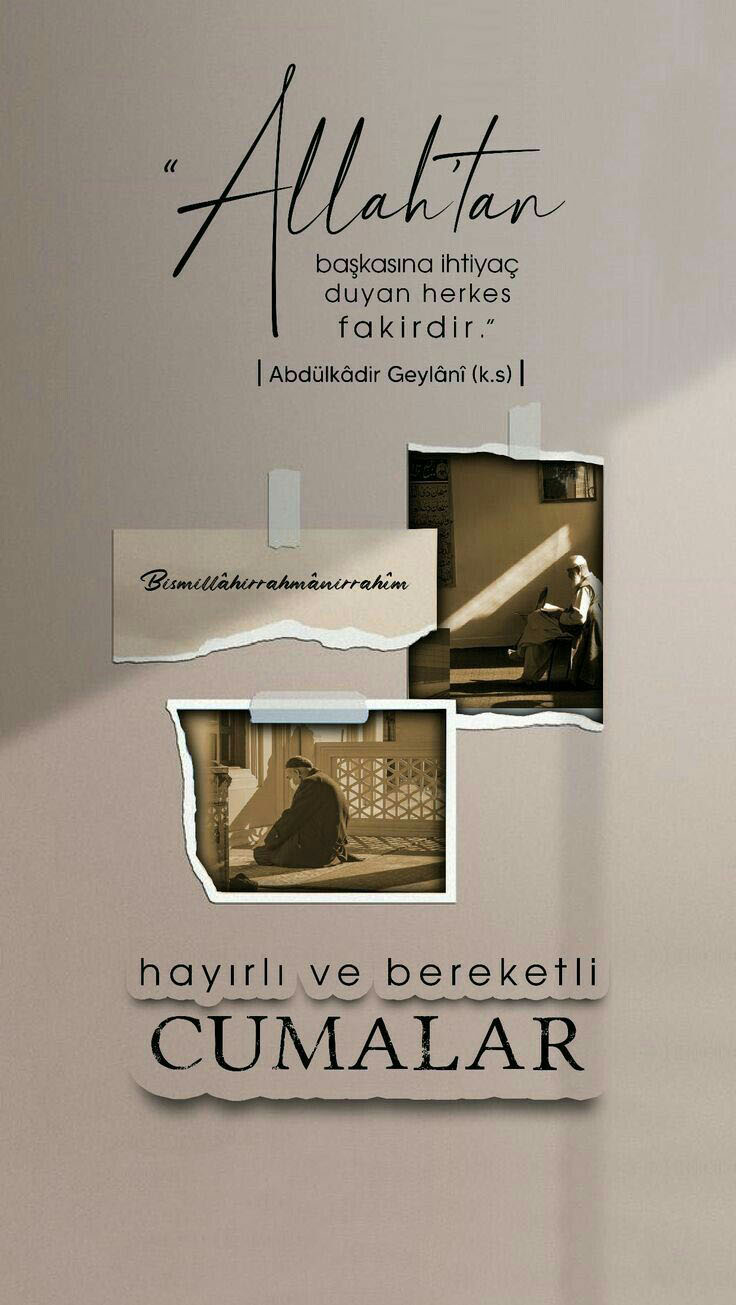 “Allah'tan
başkasına ihtiyaç
duyan herkes
fakirdir.”
| Abdülkâdir Geylânî (k.s) |
Bismillâhirrahmânirrahîm
hayırlı ve bereketli
CUMALAR